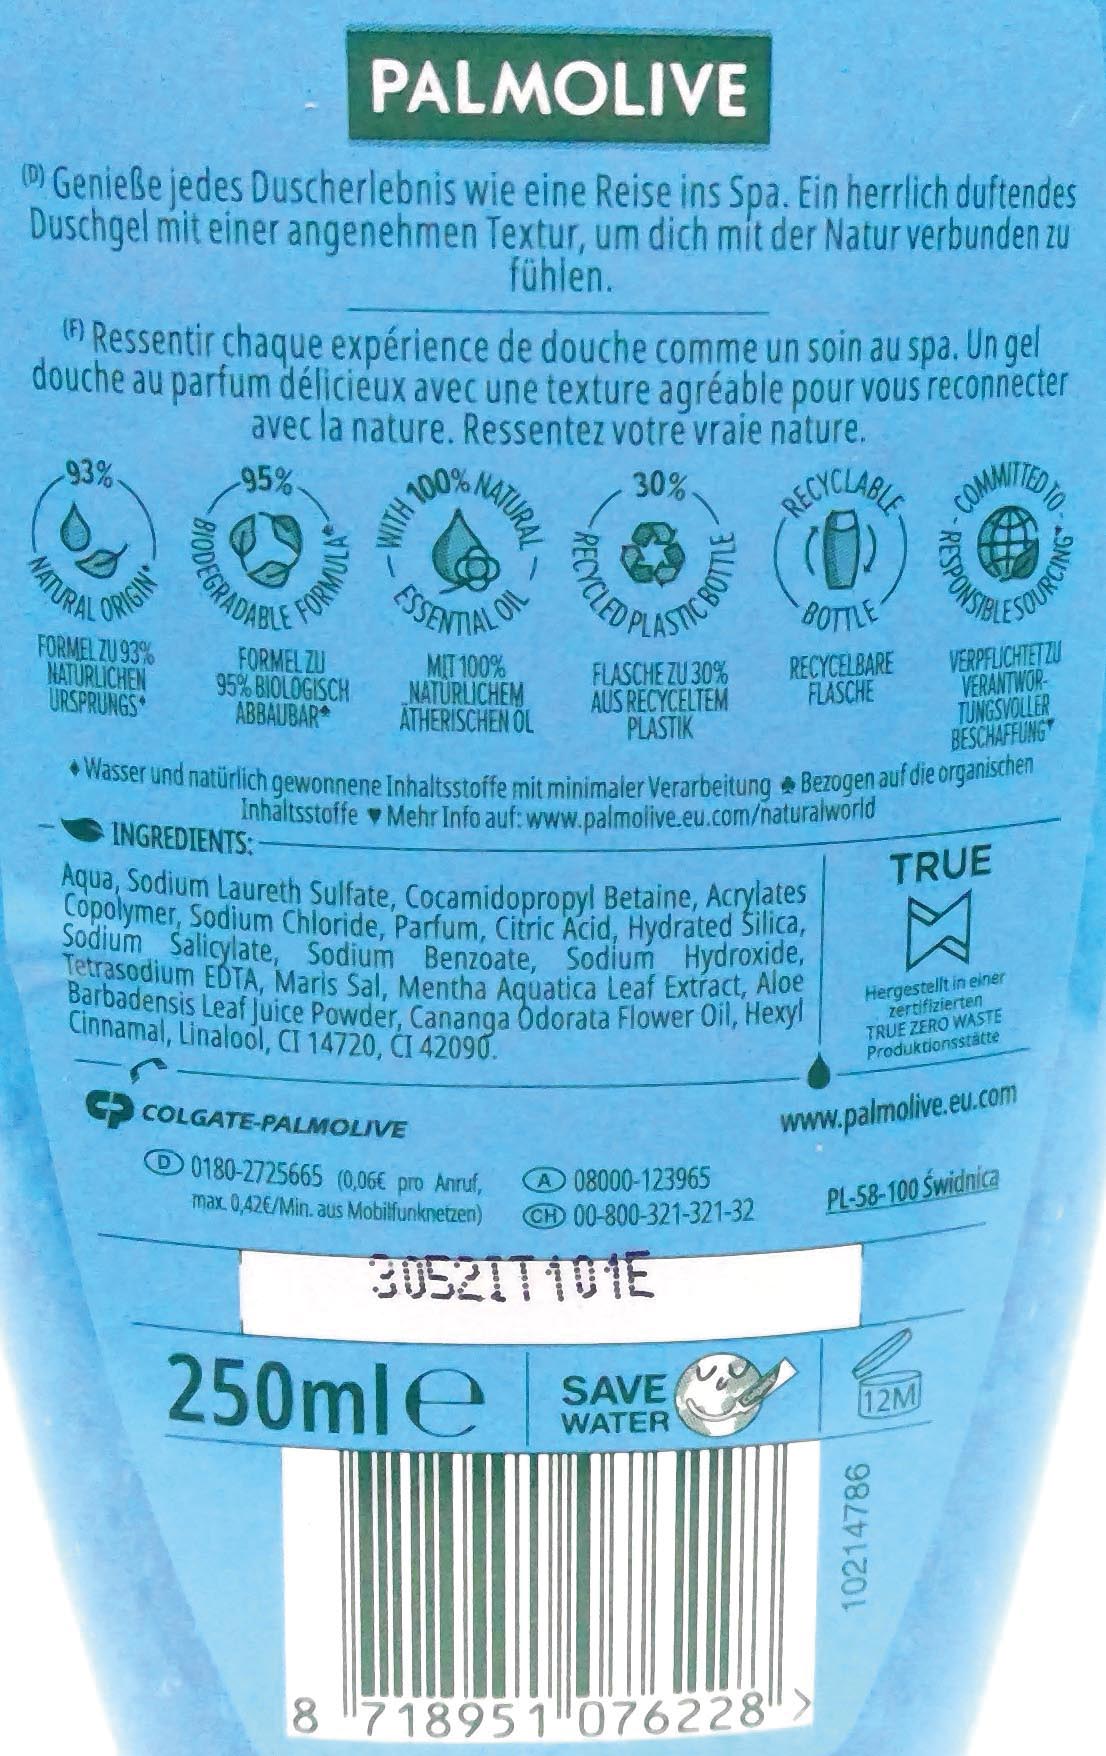 PALMOLIVE
(D) Genieße jedes Duscherlebnis wie eine Reise ins Spa. Ein herrlich duftendes
Duschgel mit einer angenehmen Textur, um dich mit der Natur verbunden zu
fühlen.
(F) Ressentir chaque expérience de douche comme un soin au spa. Un gel
douche au parfum délicieux avec une texture agréable pour vous reconnecter
avec la nature. Ressentez votre vraie nature.
93% NATURAL ORIGIN♦
95% BIODEGRADABLE FORMULA♠
WITH 100% NATURAL ESSENTIAL OIL
30% RECYCLED PLASTIC BOTTLE
RECYCLABLE BOTTLE
COMMITTED TO RESPONSIBLE SOURCING♥
FORMEL ZU 93%
NATÜRLICHEN
URSPRUNGS♦
FORMEL ZU
95% BIOLOGISCH
ABBAUBAR♠
MIT 100%
NATÜRLICHEM
ÄTHERISCHEN ÖL
FLASCHE ZU 30%
AUS RECYCELTEM
PLASTIK
RECYCELBARE
FLASCHE
VERPFLICHTET ZU
VERANTWOR-
TUNGSVOLLER
BESCHAFFUNG♥
♦ Wasser und natürlich gewonnene Inhaltsstoffe mit minimaler Verarbeitung ♠ Bezogen auf die organischen
Inhaltsstoffe ♥ Mehr Info auf: www.palmolive.eu.com/naturalworld
INGREDIENTS:
Aqua, Sodium Laureth Sulfate, Cocamidopropyl Betaine, Acrylates
Copolymer, Sodium Chloride, Parfum, Citric Acid, Hydrated Silica,
Sodium Salicylate, Sodium Benzoate, Sodium Hydroxide,
Tetrasodium EDTA, Maris Sal, Mentha Aquatica Leaf Extract, Aloe
Barbadensis Leaf Juice Powder, Cananga Odorata Flower Oil, Hexyl
Cinnamal, Linalool, CI 14720, CI 42090.
TRUE
Hergestellt in einer
zertifizierten
TRUE ZERO WASTE
Produktionsstätte
CP COLGATE-PALMOLIVE
www.palmolive.eu.com
D 0180-2725665 (0,06€ pro Anruf,
max. 0,42€/Min. aus Mobilfunknetzen)
A 08000-123965
CH 00-800-321-321-32
PL-58-100 Świdnica
3052IT101E
250ml e
SAVE
WATER
12M
10214786
8 718951 076228 >